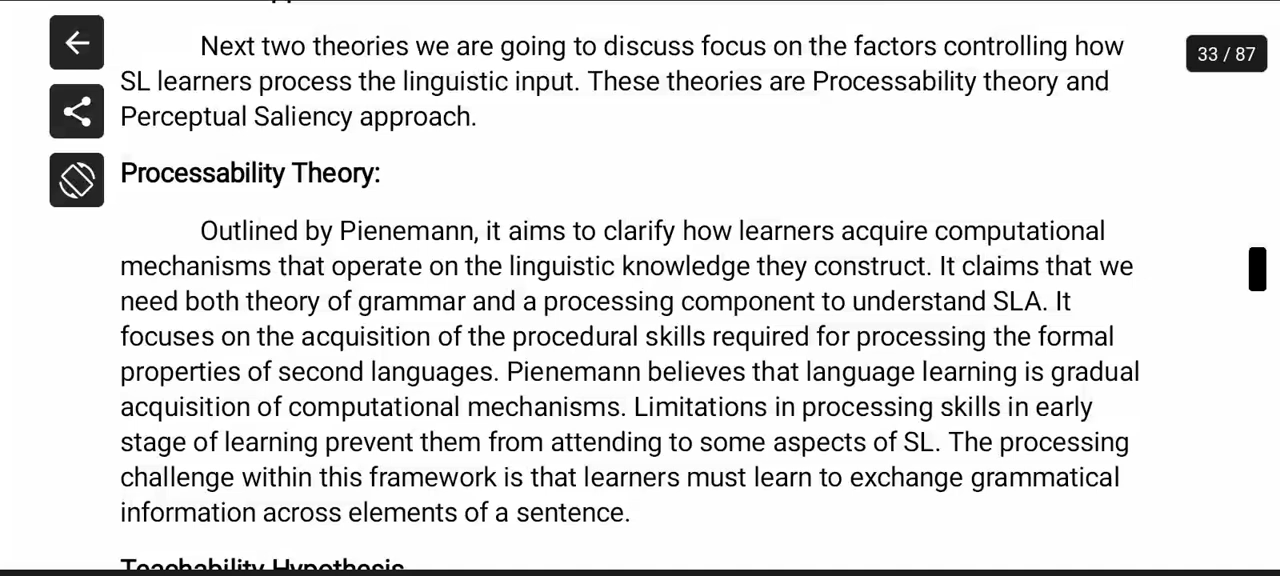 Next two theories we are going to discuss focus on the factors controlling how
SL learners process the linguistic input. These theories are Processability theory and
Perceptual Saliency approach.
33 / 87
Processability Theory:
Outlined by Pienemann, it aims to clarify how learners acquire computational
mechanisms that operate on the linguistic knowledge they construct. It claims that we
need both theory of grammar and a processing component to understand SLA. It
focuses on the acquisition of the procedural skills required for processing the formal
properties of second languages. Pienemann believes that language learning is gradual
acquisition of computational mechanisms. Limitations in processing skills in early
stage of learning prevent them from attending to some aspects of SL. The processing
challenge within this framework is that learners must learn to exchange grammatical
information across elements of a sentence.
Teachability Hypothesis